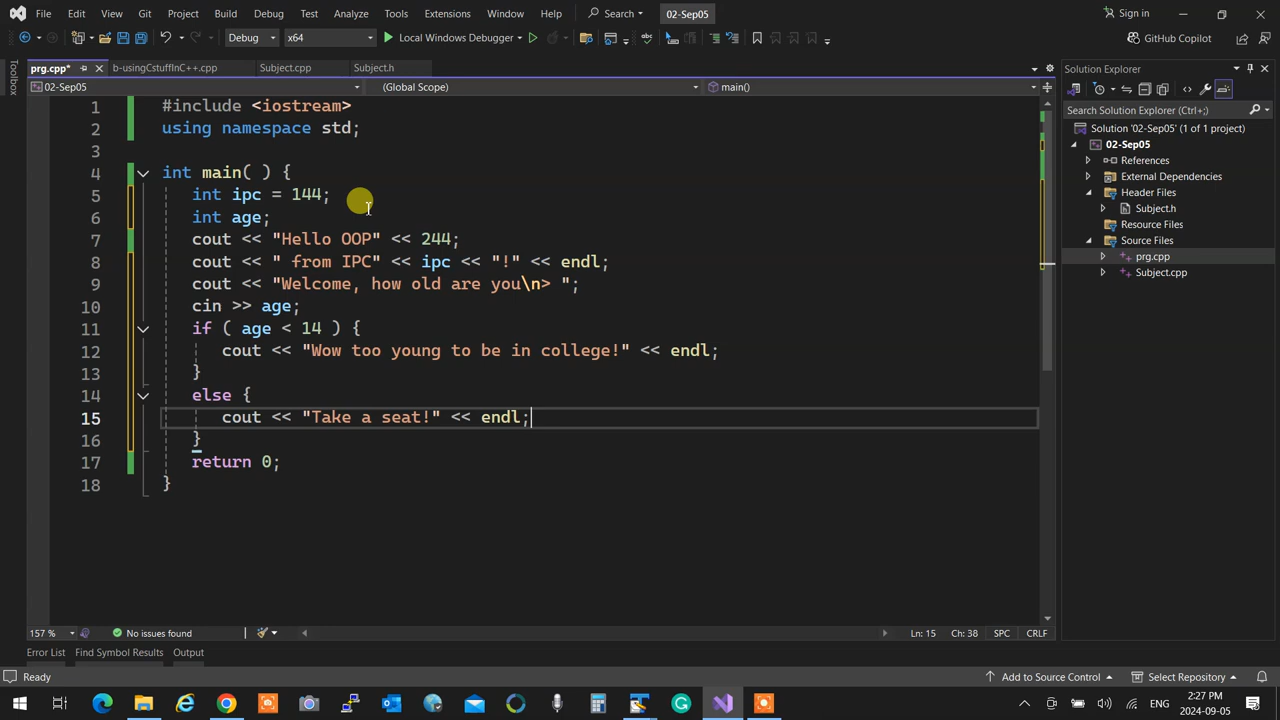 File Edit View Git Project Build Debug Test Analyze Tools Extensions Window Help Search 02-Sep05 Sign in
Debug x64 Local Windows Debugger GitHub Copilot
Toolbox
prg.cpp* b-usingCstuffInC++.cpp Subject.cpp Subject.h
02-Sep05 (Global Scope) main()
1 #include <iostream>
2 using namespace std;
3
4 int main( ) {
5 int ipc = 144;
6 int age;
7 cout << "Hello OOP" << 244;
8 cout << " from IPC" << ipc << "!" << endl;
9 cout << "Welcome, how old are you\n> ";
10 cin >> age;
11 if ( age < 14 ) {
12 cout << "Wow too young to be in college!" << endl;
13 }
14 else {
15 cout << "Take a seat!" << endl;
16 }
17 return 0;
18 }
Solution Explorer
Search Solution Explorer (Ctrl+;)
Solution '02-Sep05' (1 of 1 project)
02-Sep05
References
External Dependencies
Header Files
Subject.h
Resource Files
Source Files
prg.cpp
Subject.cpp
157 % No issues found Ln: 15 Ch: 38 SPC CRLF
Error List Find Symbol Results Output
Ready Add to Source Control Select Repository
ENG 2:27 PM
2024-09-05